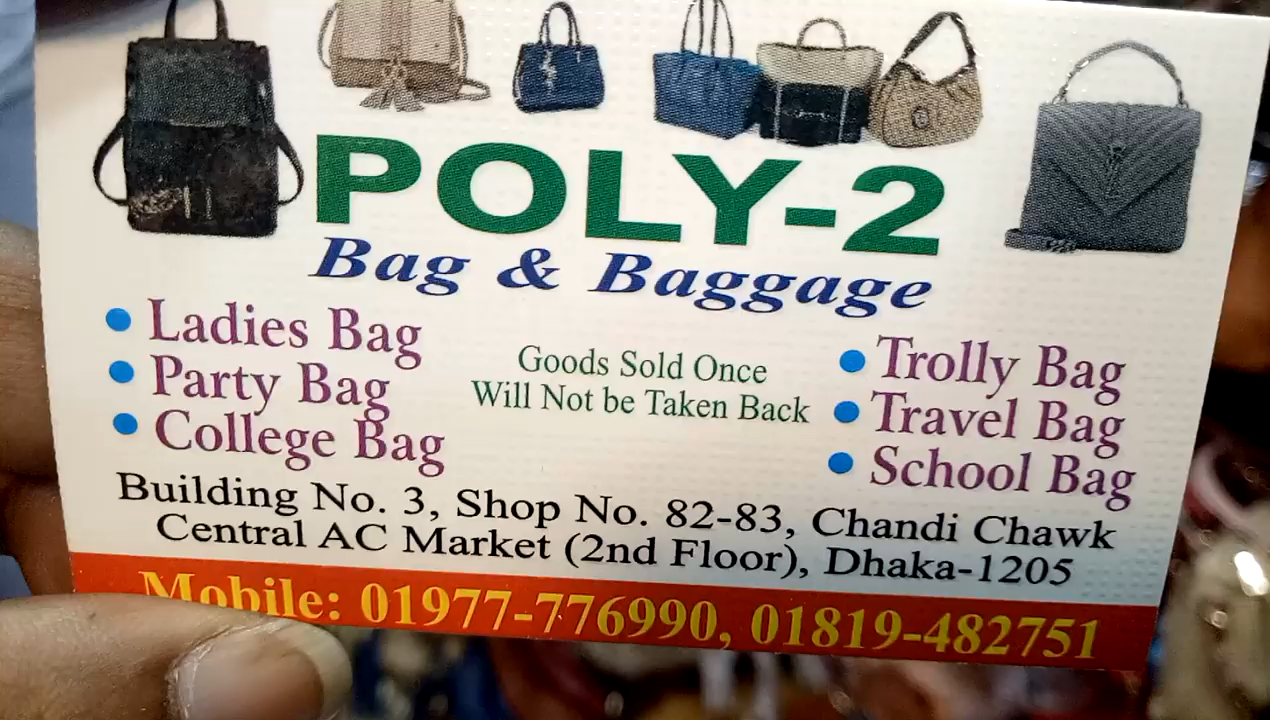 POLY-2
Bag & Baggage
Ladies Bag
Party Bag
College Bag
Goods Sold Once
Will Not be Taken Back
Trolly Bag
Travel Bag
School Bag
Building No. 3, Shop No. 82-83, Chandi Chawk
Central AC Market (2nd Floor), Dhaka-1205
Mobile: 01977-776990, 01819-482751